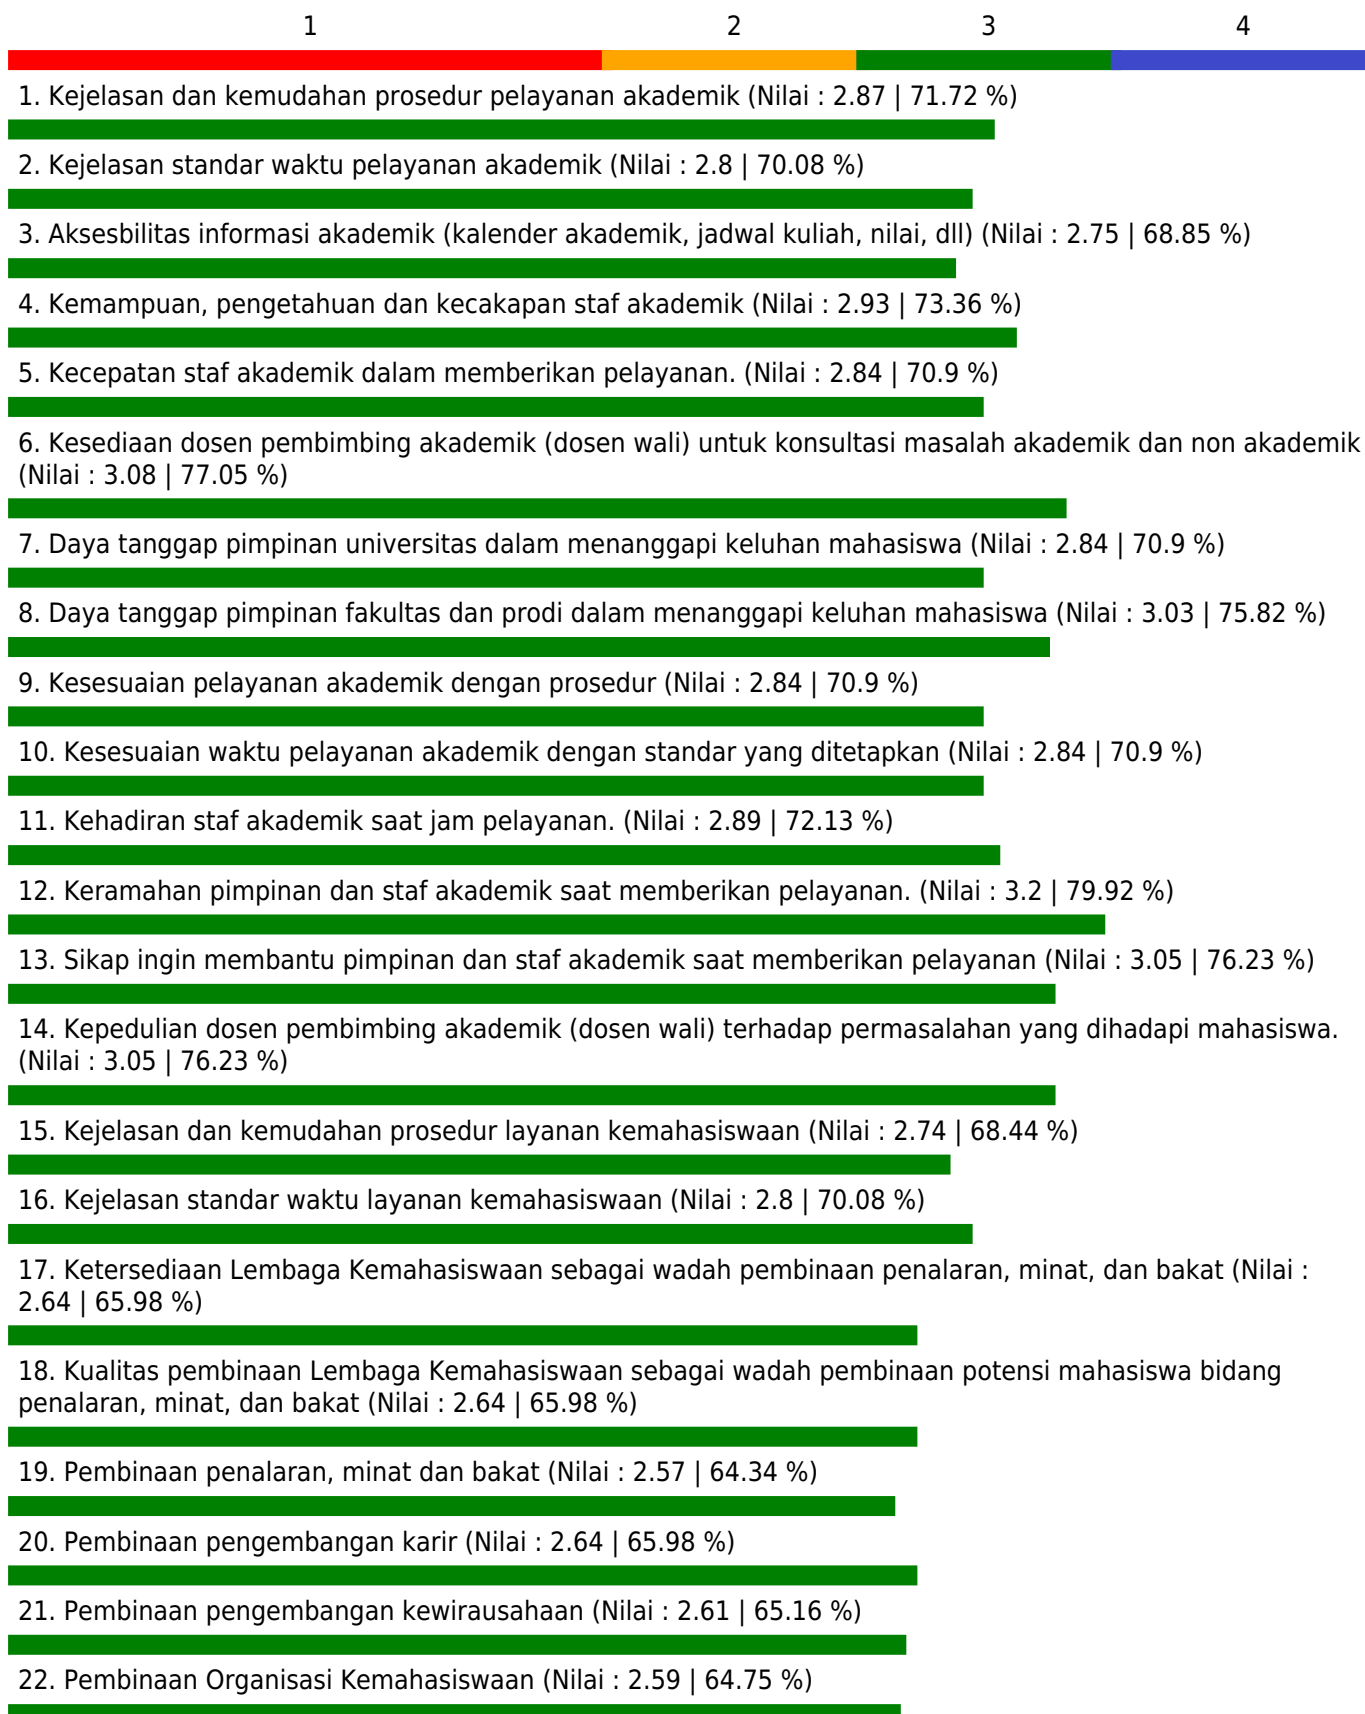 1 2 3 4
1. Kejelasan dan kemudahan prosedur pelayanan akademik (Nilai : 2.87 | 71.72 %)
2. Kejelasan standar waktu pelayanan akademik (Nilai : 2.8 | 70.08 %)
3. Aksesbilitas informasi akademik (kalender akademik, jadwal kuliah, nilai, dll) (Nilai : 2.75 | 68.85 %)
4. Kemampuan, pengetahuan dan kecakapan staf akademik (Nilai : 2.93 | 73.36 %)
5. Kecepatan staf akademik dalam memberikan pelayanan. (Nilai : 2.84 | 70.9 %)
6. Kesediaan dosen pembimbing akademik (dosen wali) untuk konsultasi masalah akademik dan non akademik
(Nilai : 3.08 | 77.05 %)
7. Daya tanggap pimpinan universitas dalam menanggapi keluhan mahasiswa (Nilai : 2.84 | 70.9 %)
8. Daya tanggap pimpinan fakultas dan prodi dalam menanggapi keluhan mahasiswa (Nilai : 3.03 | 75.82 %)
9. Kesesuaian pelayanan akademik dengan prosedur (Nilai : 2.84 | 70.9 %)
10. Kesesuaian waktu pelayanan akademik dengan standar yang ditetapkan (Nilai : 2.84 | 70.9 %)
11. Kehadiran staf akademik saat jam pelayanan. (Nilai : 2.89 | 72.13 %)
12. Keramahan pimpinan dan staf akademik saat memberikan pelayanan. (Nilai : 3.2 | 79.92 %)
13. Sikap ingin membantu pimpinan dan staf akademik saat memberikan pelayanan (Nilai : 3.05 | 76.23 %)
14. Kepedulian dosen pembimbing akademik (dosen wali) terhadap permasalahan yang dihadapi mahasiswa.
(Nilai : 3.05 | 76.23 %)
15. Kejelasan dan kemudahan prosedur layanan kemahasiswaan (Nilai : 2.74 | 68.44 %)
16. Kejelasan standar waktu layanan kemahasiswaan (Nilai : 2.8 | 70.08 %)
17. Ketersediaan Lembaga Kemahasiswaan sebagai wadah pembinaan penalaran, minat, dan bakat (Nilai :
2.64 | 65.98 %)
18. Kualitas pembinaan Lembaga Kemahasiswaan sebagai wadah pembinaan potensi mahasiswa bidang
penalaran, minat, dan bakat (Nilai : 2.64 | 65.98 %)
19. Pembinaan penalaran, minat dan bakat (Nilai : 2.57 | 64.34 %)
20. Pembinaan pengembangan karir (Nilai : 2.64 | 65.98 %)
21. Pembinaan pengembangan kewirausahaan (Nilai : 2.61 | 65.16 %)
22. Pembinaan Organisasi Kemahasiswaan (Nilai : 2.59 | 64.75 %)